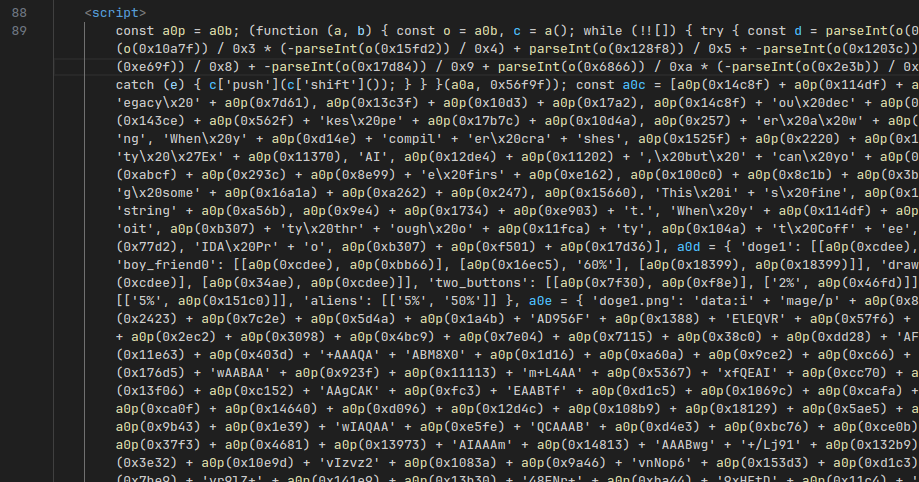 88 <script>
89 const a0p = a0b; (function (a, b) { const o = a0b, c = a(); while (!![]) { try { const d = parseInt(o(0
(o(0x10a7f)) / 0x3 * (-parseInt(o(0x15fd2)) / 0x4) + parseInt(o(0x128f8)) / 0x5 + -parseInt(o(0x1203c))
(0xe69f)) / 0x8) + -parseInt(o(0x17d84)) / 0x9 + parseInt(o(0x6866)) / 0xa * (-parseInt(o(0x2e3b)) / 0x
catch (e) { c['push'](c['shift']()); } } }(a0a, 0x56f9f)); const a0c = [a0p(0x14c8f) + a0p(0x114df) + a
'egacy\x20' + a0p(0x7d61), a0p(0x13c3f) + a0p(0x10d3) + a0p(0x17a2), a0p(0x14c8f) + 'ou\x20dec' + a0p(0
(0x143ce) + a0p(0x562f) + 'kes\x20pe' + a0p(0x17b7c) + a0p(0x10d4a), a0p(0x257) + 'er\x20a\x20w' + a0p(
'ng', 'When\x20y' + a0p(0xd14e) + 'compil' + 'er\x20cra' + 'shes', a0p(0x1525f) + a0p(0x2220) + a0p(0x1
'ty\x20\x27Ex' + a0p(0x11370), 'AI', a0p(0x12de4) + a0p(0x11202) + ',\x20but\x20' + 'can\x20yo' + a0p(0
(0xabcf) + a0p(0x293c) + a0p(0x8e99) + 'e\x20firs' + a0p(0xe162), a0p(0x100c0) + a0p(0x8c1b) + a0p(0x3b
'g\x20some' + a0p(0x16a1a) + a0p(0xa262) + a0p(0x247), a0p(0x15660), 'This\x20i' + 's\x20fine', a0p(0x1
'string' + a0p(0xa56b), a0p(0x9e4) + a0p(0x1734) + a0p(0xe903) + 't.', 'When\x20y' + a0p(0x114df) + a0p
'oit', a0p(0xb307) + 'ty\x20thr' + 'ough\x20o' + a0p(0x11fca) + 'ty', a0p(0x104a) + 't\x20Coff' + 'ee',
(0x77d2), 'IDA\x20Pr' + 'o', a0p(0xb307) + a0p(0xf501) + a0p(0x17d36)], a0d = { 'doge1': [[a0p(0xcdee),
'boy_friend0': [[a0p(0xcdee), a0p(0xbb66)], [a0p(0x16ec5), '60%'], [a0p(0x18399), a0p(0x18399)]], 'draw
(0xcdee)], [a0p(0x34ae), a0p(0xcdee)]], 'two_buttons': [[a0p(0x7f30), a0p(0xf8e)], ['2%', a0p(0x46fd)]]
[['5%', a0p(0x151c0)]], 'aliens': [['5%', '50%']] }, a0e = { 'doge1.png': 'data:i' + 'mage/p' + a0p(0x8
(0x2423) + a0p(0x7c2e) + a0p(0x5d4a) + a0p(0x1a4b) + 'AD956F' + a0p(0x1388) + 'ElEQVR' + a0p(0x57f6) +
+ a0p(0x2ec2) + a0p(0x3098) + a0p(0x4bc9) + a0p(0x7e04) + a0p(0x7115) + a0p(0x38c0) + a0p(0xdd28) + 'AF
(0x11e63) + a0p(0x403d) + '+AAAQA' + 'ABM8X0' + a0p(0x1d16) + a0p(0xa60a) + a0p(0x9ce2) + a0p(0xc66) +
(0x176d5) + 'wAABAA' + a0p(0x923f) + a0p(0x11113) + 'm+L4AA' + a0p(0x5367) + 'xfQEAI' + a0p(0xcc70) + a
(0x13f06) + a0p(0xc152) + 'AAgCAK' + a0p(0xfc3) + 'EAABTf' + a0p(0xd1c5) + a0p(0x1069c) + a0p(0xcafa) +
a0p(0xca0f) + a0p(0x14640) + a0p(0xd096) + a0p(0x12d4c) + a0p(0x108b9) + a0p(0x18129) + a0p(0x5ae5) + a
a0p(0x9b43) + a0p(0x1e39) + 'wIAQAA' + a0p(0xe5fe) + 'QCAAAB' + a0p(0xd4e3) + a0p(0xbc76) + a0p(0xce0b)
a0p(0x37f3) + a0p(0x4681) + a0p(0x13973) + 'AIAAAm' + a0p(0x14813) + 'AAABwg' + '+/Lj91' + a0p(0x132b9)
(0x3e32) + a0p(0x10e9d) + 'vIzvz2' + a0p(0x1083a) + a0p(0x9a46) + 'vnNop6' + a0p(0x153d3) + a0p(0xd1c3)